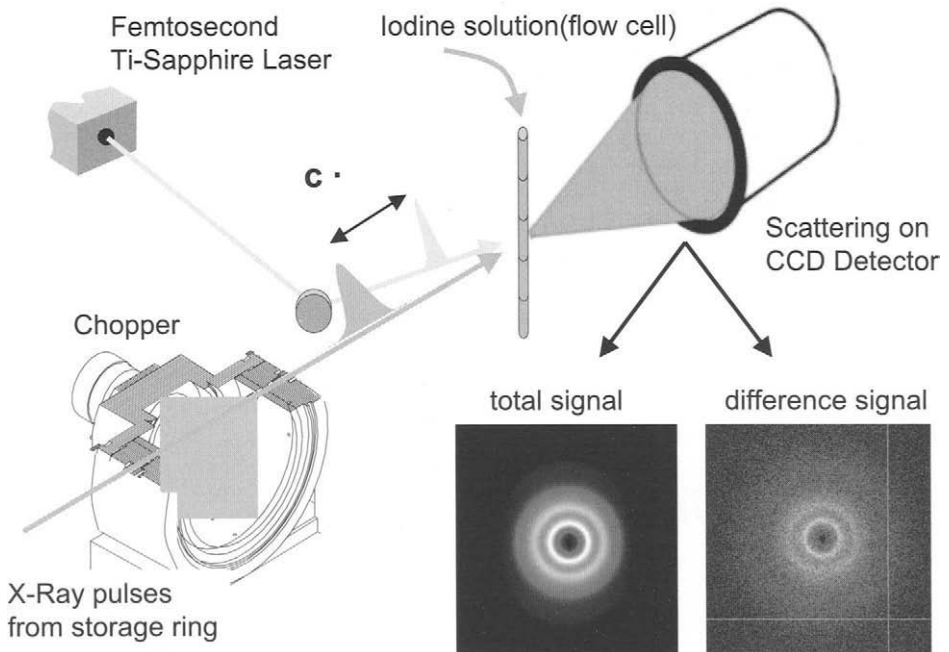 Femtosecond
Ti-Sapphire Laser
Iodine solution(flow cell)
c ·
Scattering on
CCD Detector
Chopper
total signal
difference signal
X-Ray pulses
from storage ring